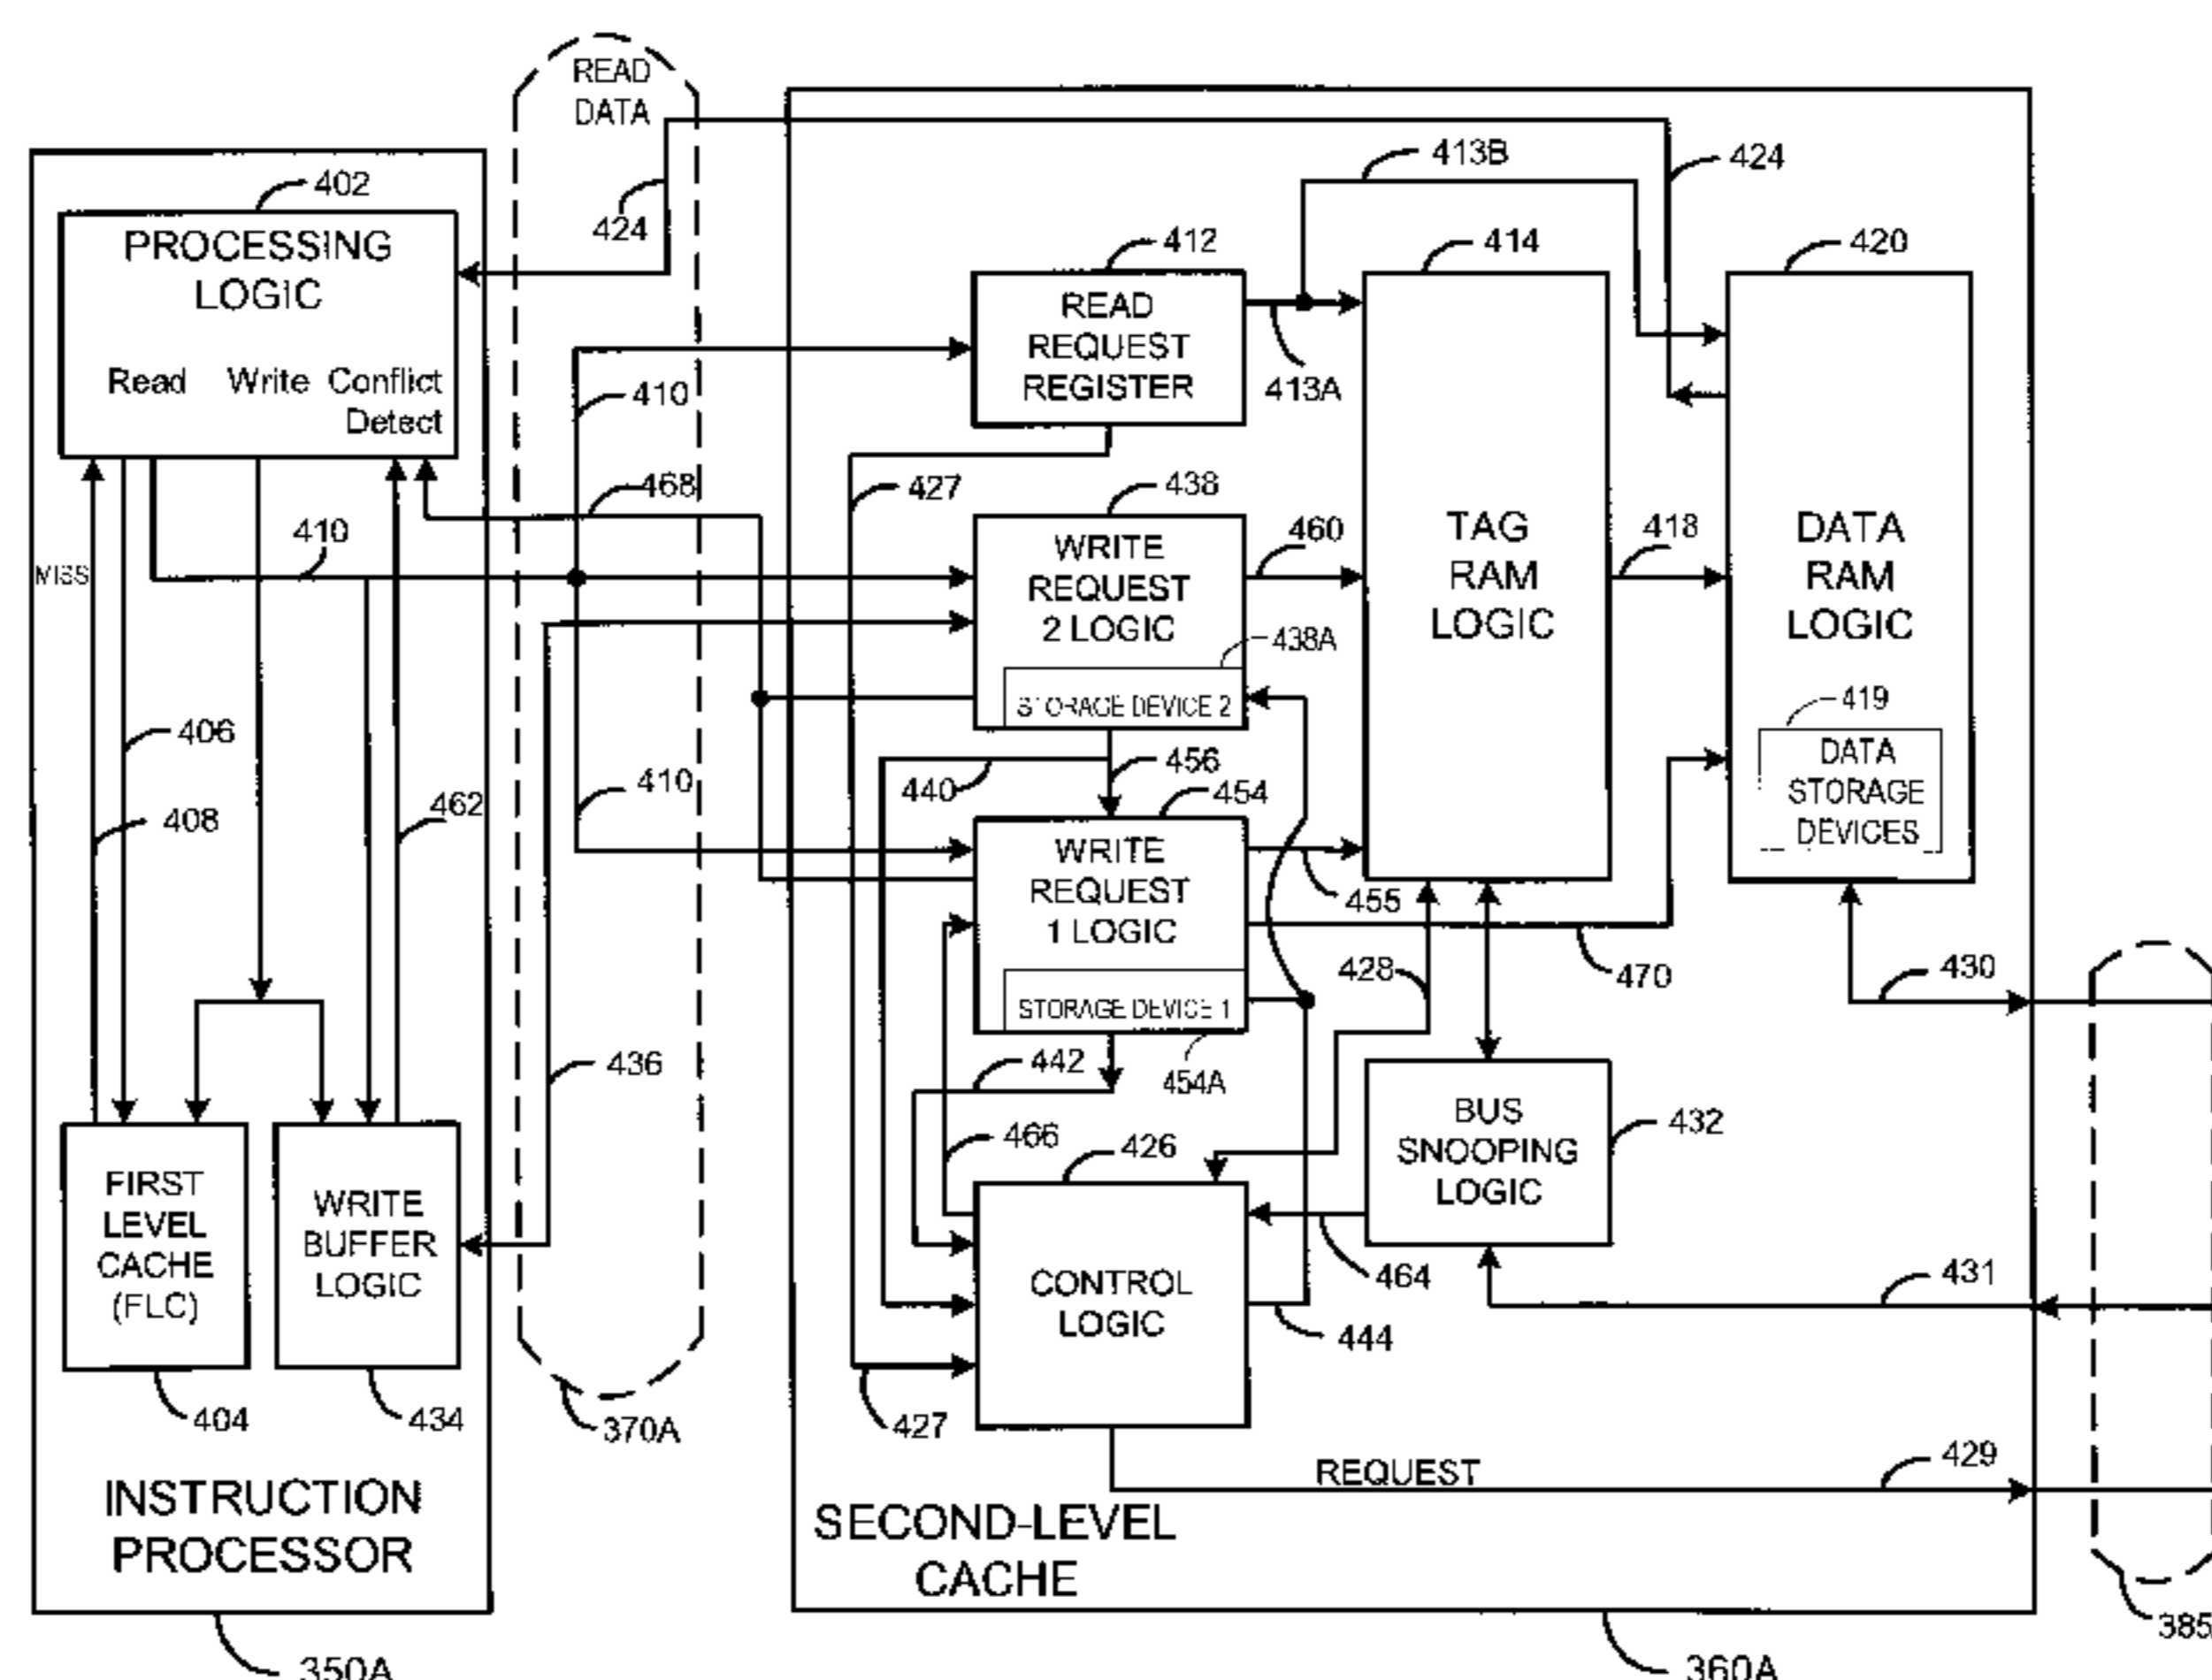 READ
DATA
402
PROCESSING
LOGIC
Read Write Conflict
Detect
424
413B
424
412
READ
REQUEST
REGISTER
413A
414
TAG
RAM
LOGIC
420
DATA
RAM
LOGIC
419
DATA
STORAGE
DEVICES
410
468
427
438
WRITE
REQUEST
2 LOGIC
438A
STORAGE DEVICE 2
460
418
410
MISS
406
408
462
410
440
456
454
WRITE
REQUEST
1 LOGIC
STORAGE DEVICE 1
454A
455
470
428
430
436
442
466
426
CONTROL
LOGIC
BUS
SNOOPING
LOGIC
432
464
444
431
427
REQUEST
429
FIRST
LEVEL
CACHE
(FLC)
404
WRITE
BUFFER
LOGIC
434
370A
INSTRUCTION
PROCESSOR
350A
SECOND-LEVEL
CACHE
360A